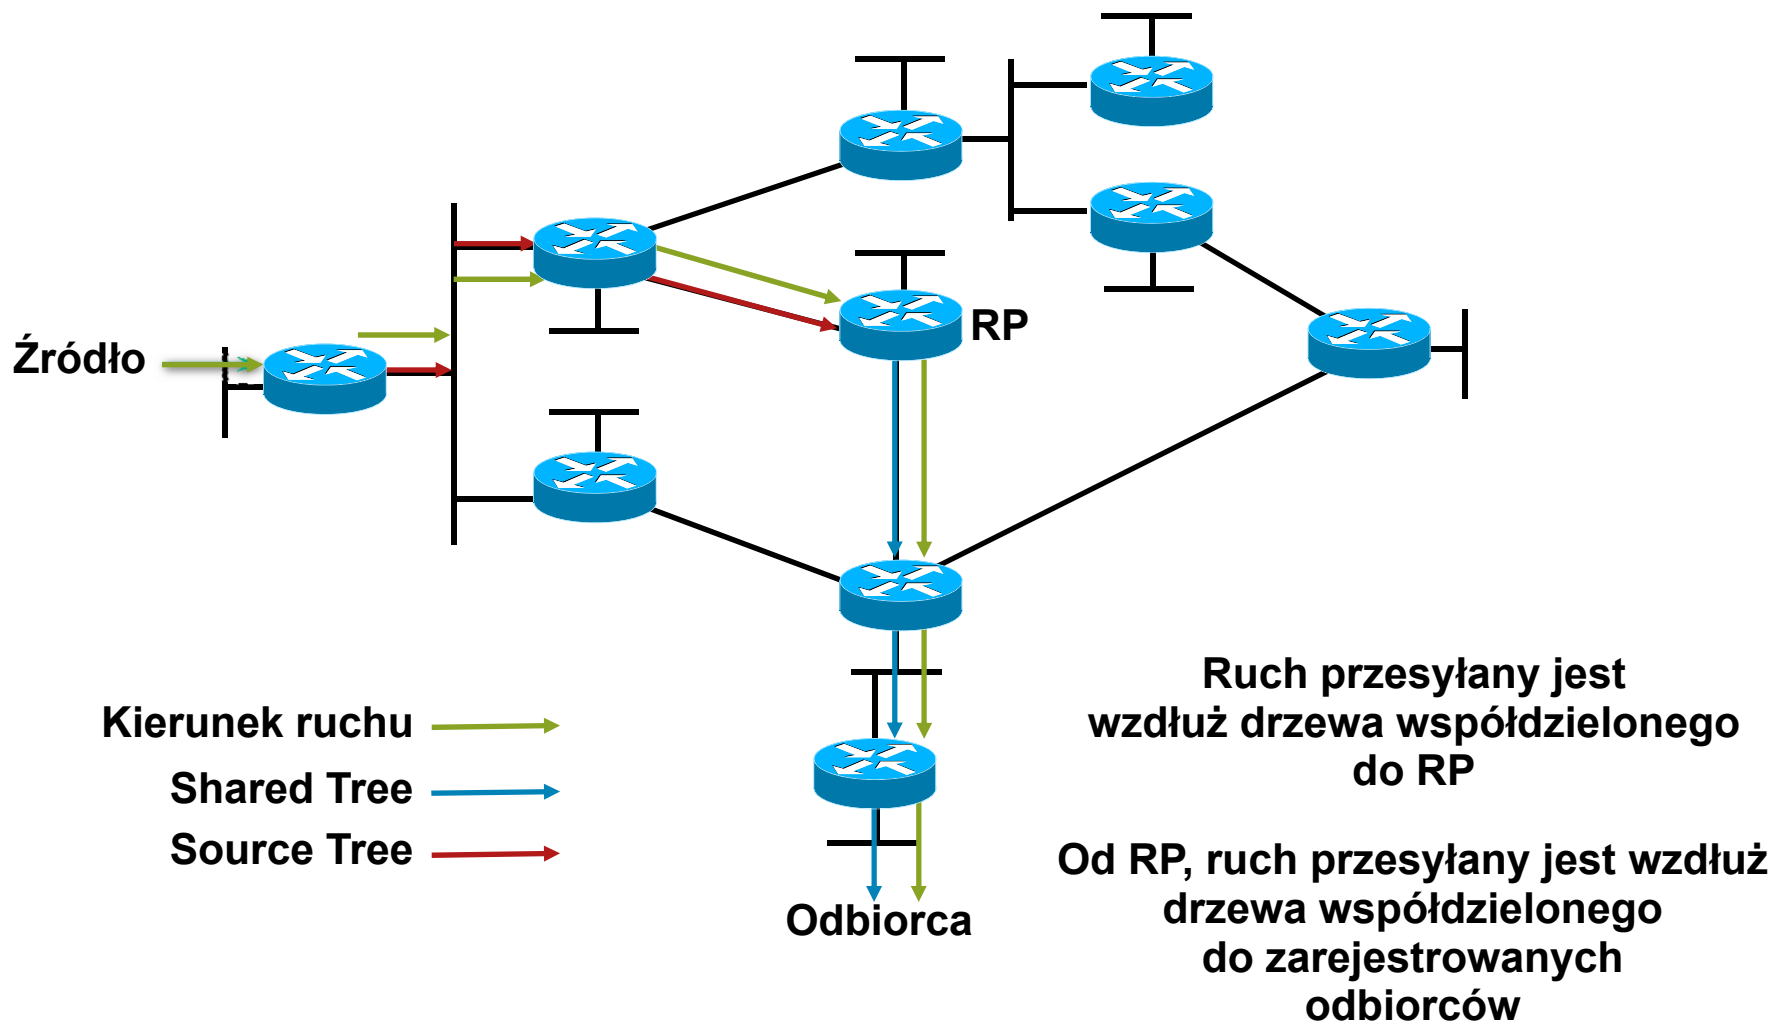 Źródło
RP
Kierunek ruchu
Shared Tree
Source Tree
Odbiorca
Ruch przesyłany jest
wzdłuż drzewa współdzielonego
do RP
Od RP, ruch przesyłany jest wzdłuż
drzewa współdzielonego
do zarejestrowanych
odbiorców